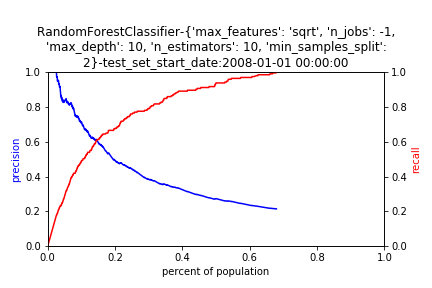 RandomForestClassifier-{'max_features': 'sqrt', 'n_jobs': -1,
'max_depth': 10, 'n_estimators': 10, 'min_samples_split':
2}-test_set_start_date:2008-01-01 00:00:00
1.0 1.0
0.8 0.8
0.6 0.6
precision recall
0.4 0.4
0.2 0.2
0.0 0.0
0.0 0.2 0.4 0.6 0.8 1.0
percent of population